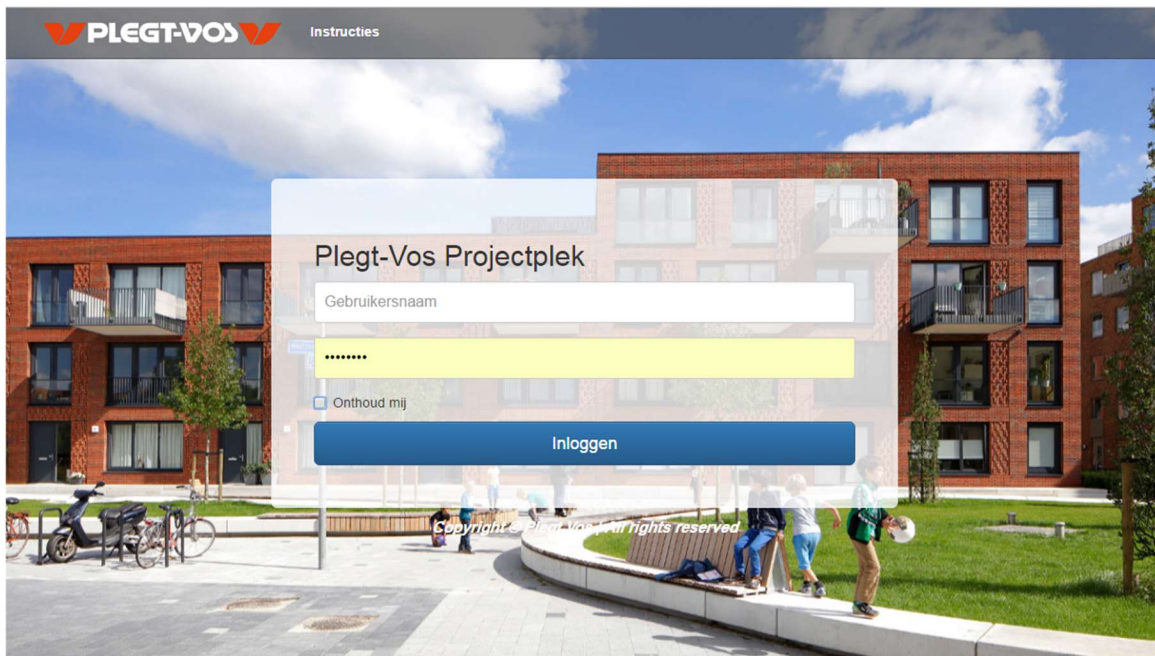 PLEGT-VOS
Instructies
Plegt-Vos Projectplek
Gebruikersnaam
••••••••
Onthoud mij
Inloggen
Copyright © Plegt-Vos | All rights reserved